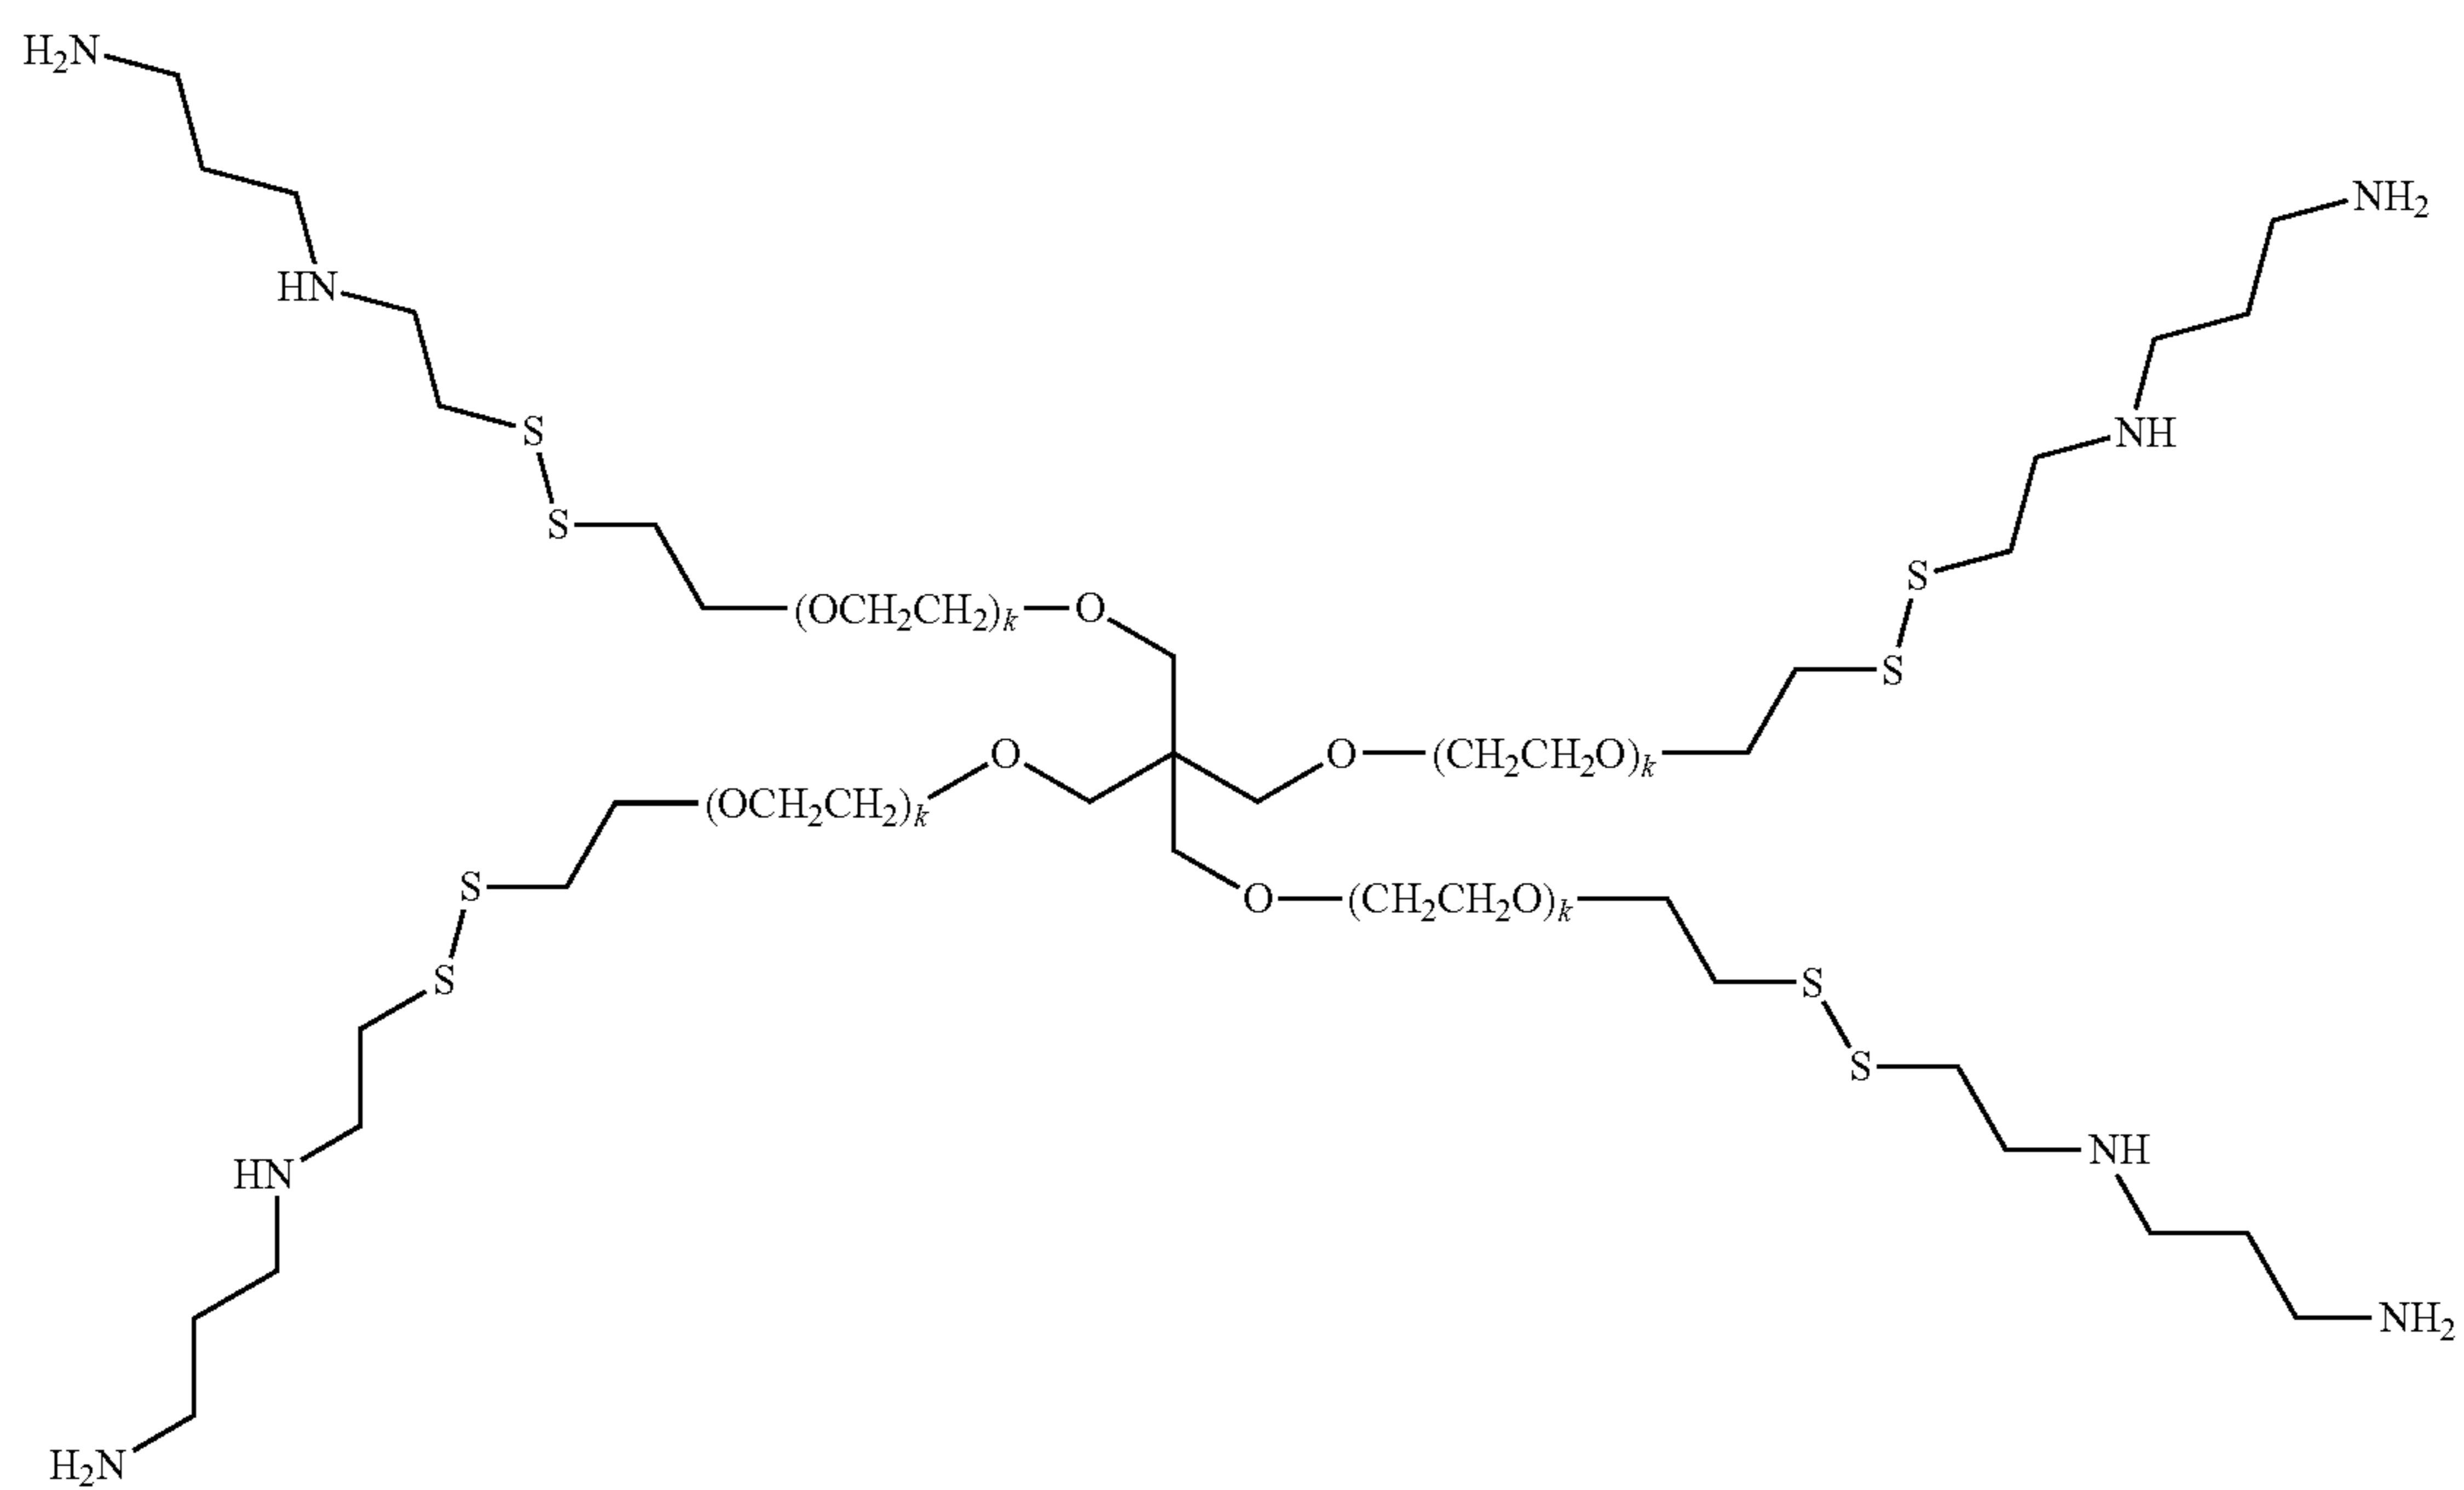 H₂N
NH₂
HN
NH
S
S
S
S
(OCH₂CH₂)ₖ O
O O (CH₂CH₂O)ₖ
(OCH₂CH₂)ₖ
S O (CH₂CH₂O)ₖ
S S
S
HN NH
NH₂
H₂N